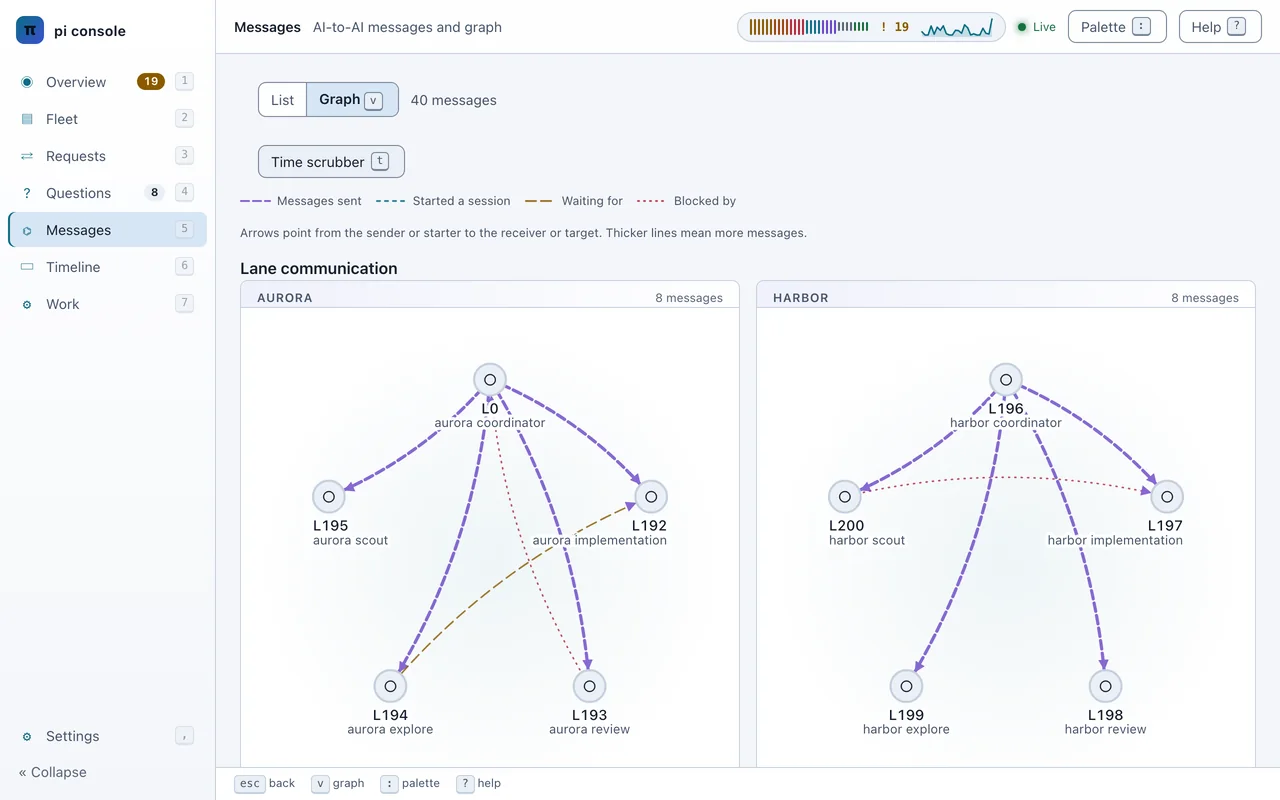 π pi console
Overview 19 1
Fleet 2
Requests 3
? Questions 8 4
Messages 5
Timeline 6
Work 7
Settings ,
« Collapse
Messages AI-to-AI messages and graph
! 19
Live
Palette :
Help ?
List Graph v 40 messages
Time scrubber t
Messages sent Started a session Waiting for Blocked by
Arrows point from the sender or starter to the receiver or target. Thicker lines mean more messages.
Lane communication
AURORA 8 messages
L0
aurora coordinator
L195
aurora scout
L192
aurora implementation
L194
aurora explore
L193
aurora review
HARBOR 8 messages
L196
harbor coordinator
L200
harbor scout
L197
harbor implementation
L199
harbor explore
L198
harbor review
esc back v graph : palette ? help